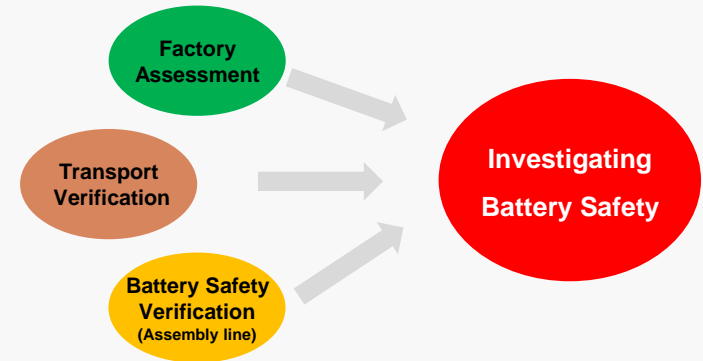 Factory
Assessment
Transport
Verification
Battery Safety
Verification
(Assembly line)
Investigating
Battery Safety